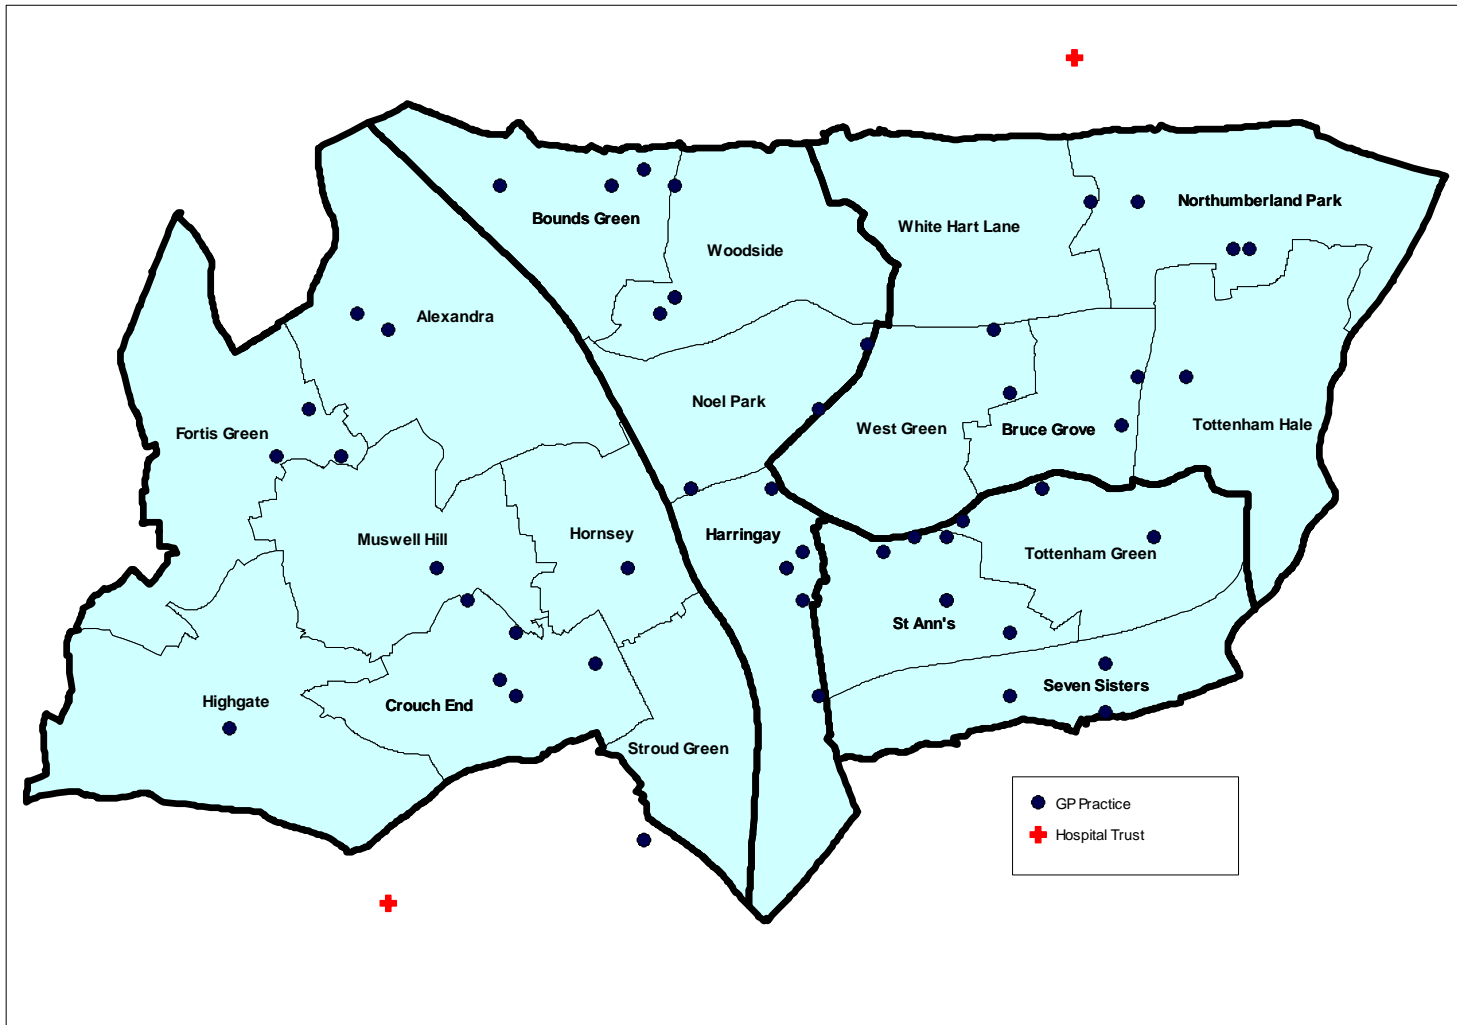 Northumberland Park
Bounds Green
White Hart Lane
Woodside
Alexandra
Noel Park
West Green
Bruce Grove
Tottenham Hale
Fortis Green
Muswell Hill
Hornsey
Harringay
Tottenham Green
St Ann's
Seven Sisters
Highgate
Crouch End
Stroud Green
GP Practice
Hospital Trust